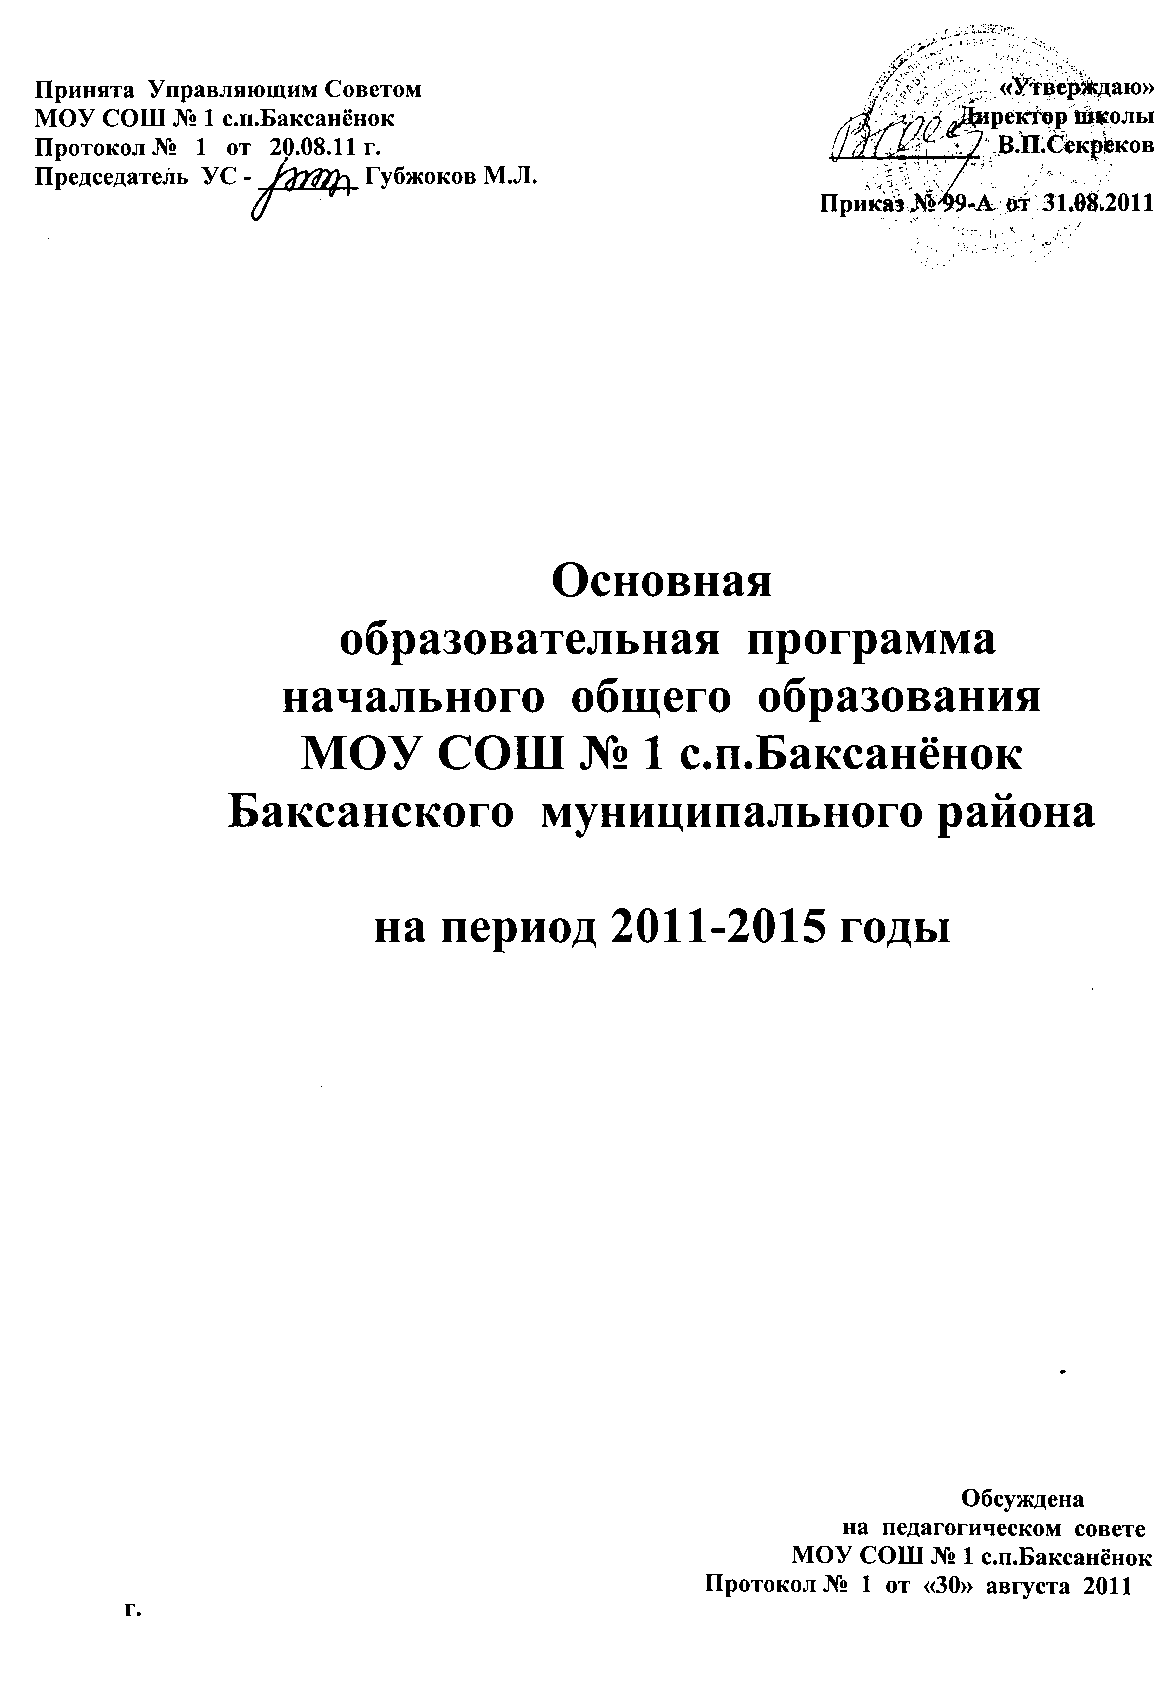 Принята Управляющим Советом
МОУ СОШ № 1 с.п.Баксанёнок
Протокол № 1 от 20.08.11 г.
Председатель УС - Губжоков М.Л.
«Утверждаю»
Директор школы
В.П.Секреков
Приказ № 99-А от 31.08.2011
Основная
образовательная программа
начального общего образования
МОУ СОШ № 1 с.п.Баксанёнок
Баксанского муниципального района
на период 2011-2015 годы
Обсуждена
на педагогическом совете
МОУ СОШ № 1 с.п.Баксанёнок
Протокол № 1 от «30» августа 2011
г.